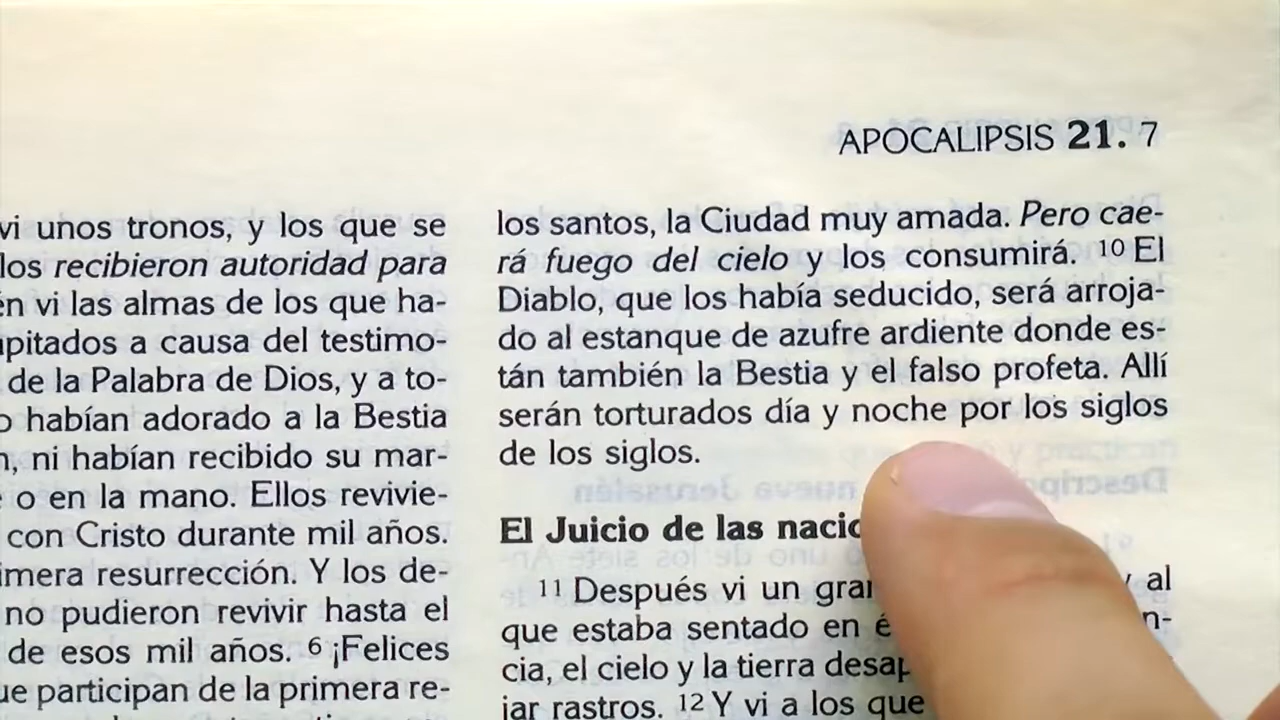 APOCALIPSIS 21. 7
vi unos tronos, y los que se
los recibieron autoridad para
vi las almas de los que ha-
a causa del testimo-
de la Palabra de Dios, y a to-
habían adorado a la Bestia
ni habían recibido su mar-
o en la mano. Ellos revivie-
con Cristo durante mil años.
resurrección. Y los de-
no pudieron revivir hasta el
de esos mil años. 6 ¡Felices
participan de la primera re-
los santos, la Ciudad muy amada. Pero cae-
rá fuego del cielo y los consumirá. 10 El
Diablo, que los había seducido, será arroja-
do al estanque de azufre ardiente donde es-
tán también la Bestia y el falso profeta. Allí
serán torturados día y noche por los siglos
de los siglos.
El Juicio de las
11 Después vi un
al
que estaba sentado en
cia, el cielo y la tierra
jar rastros. 12 Y vi a los que